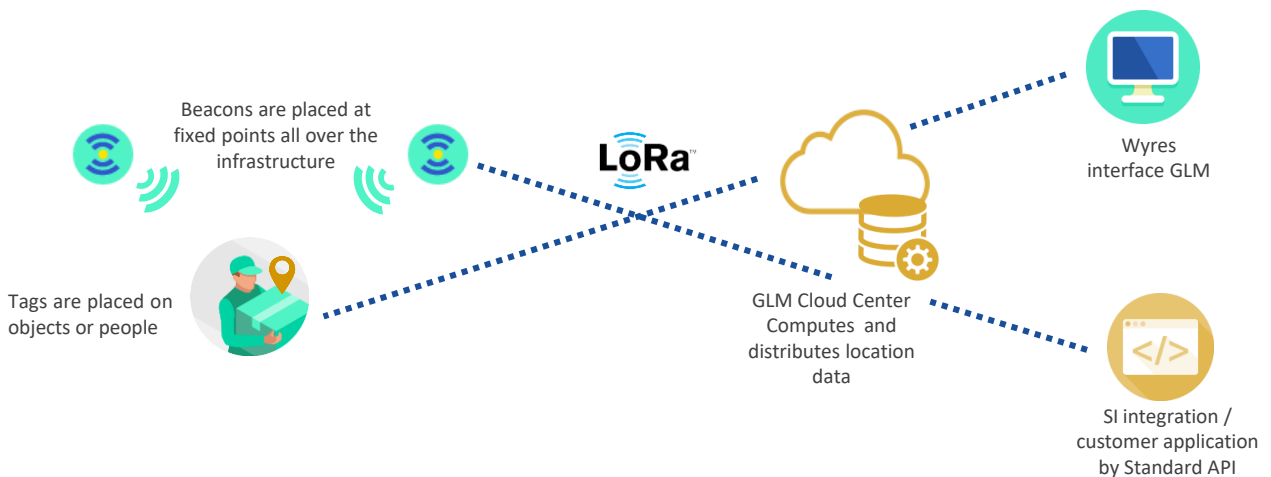 Beacons are placed at
fixed points all over the
infrastructure
LoRa™
Wyres
interface GLM
Tags are placed on
objects or people
GLM Cloud Center
Computes and
distributes location
data
</>
SI integration /
customer application
by Standard API